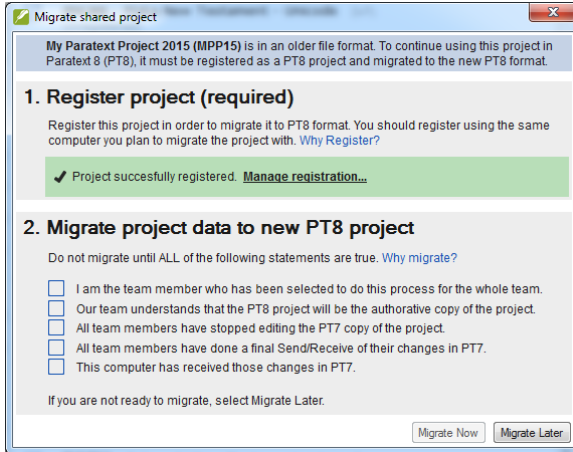 Migrate shared project
My Paratext Project 2015 (MPP15) is in an older file format. To continue using this project in
Paratext 8 (PT8), it must be registered as a PT8 project and migrated to the new PT8 format.
1. Register project (required)
Register this project in order to migrate it to PT8 format. You should register using the same
computer you plan to migrate the project with. Why Register?
Project succesfully registered. Manage registration...
2. Migrate project data to new PT8 project
Do not migrate until ALL of the following statements are true. Why migrate?
I am the team member who has been selected to do this process for the whole team.
Our team understands that the PT8 project will be the authorative copy of the project.
All team members have stopped editing the PT7 copy of the project.
All team members have done a final Send/Receive of their changes in PT7.
This computer has received those changes in PT7.
If you are not ready to migrate, select Migrate Later.
Migrate Now Migrate Later